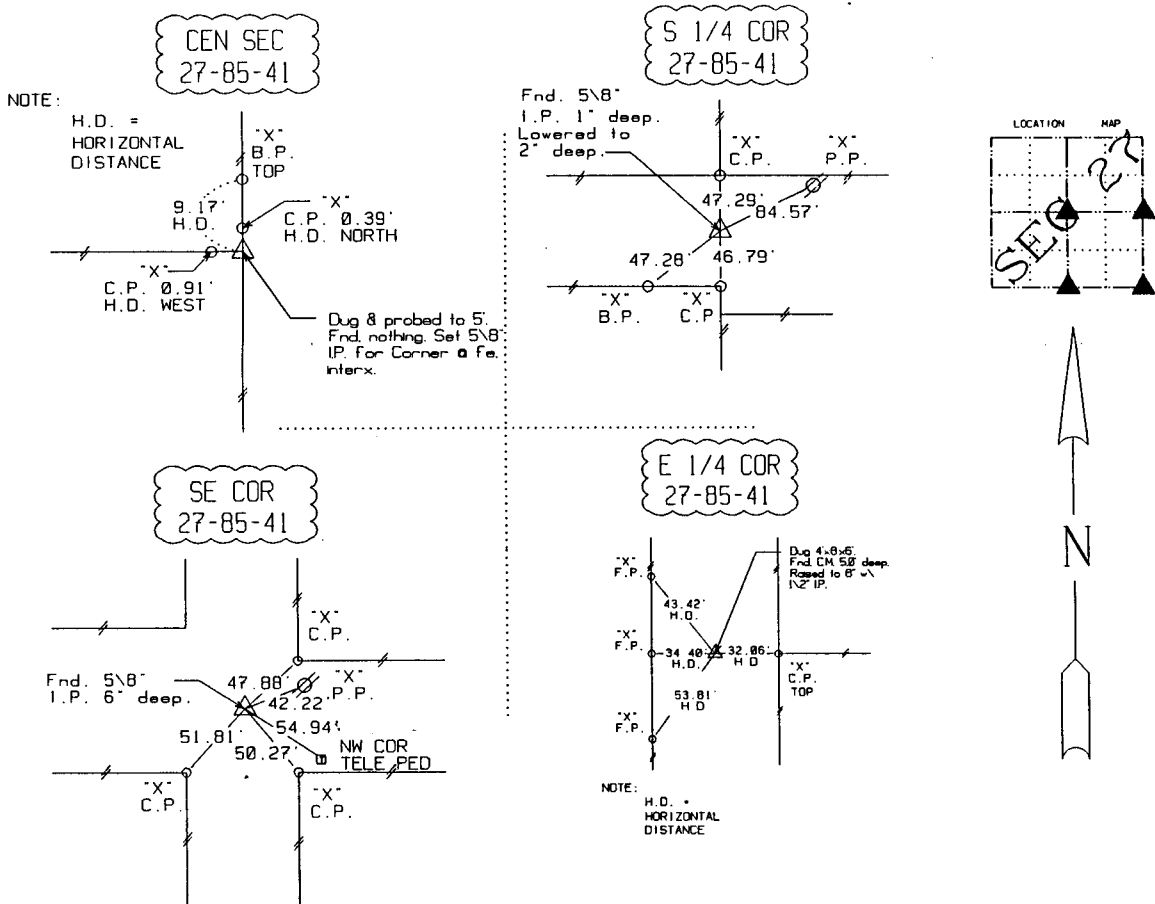 CEN SEC
27-85-41
NOTE:
H.D. =
HORIZONTAL
DISTANCE
"X"
B.P.
TOP
9.17'
H.D.
"X"
C.P. 0.39'
H.D. NORTH
"X"
C.P. 0.91'
H.D. WEST
Dug & probed to 5'.
Fnd. nothing. Set 5\8"
I.P. For Corner @ Fe.
interx.
S 1/4 COR
27-85-41
Fnd. 5\8"
I.P. 1" deep.
Lowered to
2" deep.
"X"
C.P.
"X"
P.P.
47.29'
84.57'
47.28'
46.79'
"X"
B.P.
"X"
C.P
LOCATION MAP
SEC 27
N
SE COR
27-85-41
"X"
C.P.
Fnd. 5\8"
I.P. 6" deep.
47.88'
"X"
P.P.
42.22'
54.94'
51.81'
50.27'
NW COR
TELE PED
"X"
C.P.
"X"
C.P.
E 1/4 COR
27-85-41
"X"
F.P.
Dug 4'x8'x6'.
Fnd. CM. 5.0' deep.
Raised to 6" w\
1\2" I.P.
43.42'
H.D.
"X"
F.P.
34.40'
H.D.
32.06'
H D
"X"
C.P.
TOP
53.81'
H D
"X"
F.P.
NOTE:
H.D. =
HORIZONTAL
DISTANCE